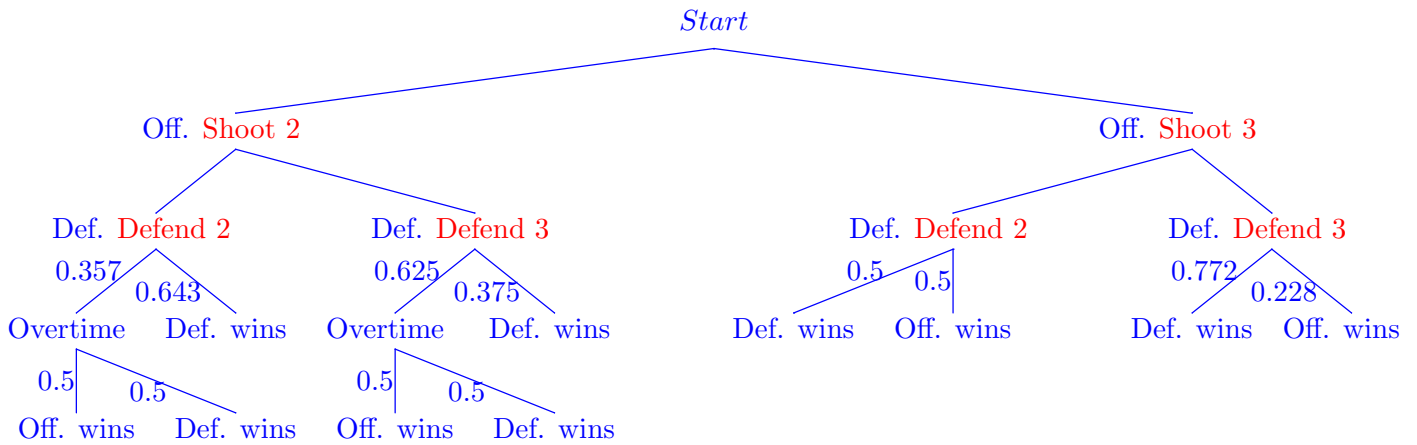 Start
Off. Shoot 2 Off. Shoot 3
Def. Defend 2 Def. Defend 3 Def. Defend 2 Def. Defend 3
0.357 0.643 0.625 0.375 0.5 0.5 0.772 0.228
Overtime Def. wins Overtime Def. wins Def. wins Off. wins Def. wins Off. wins
0.5 0.5 0.5 0.5
Off. wins Def. wins Off. wins Def. wins